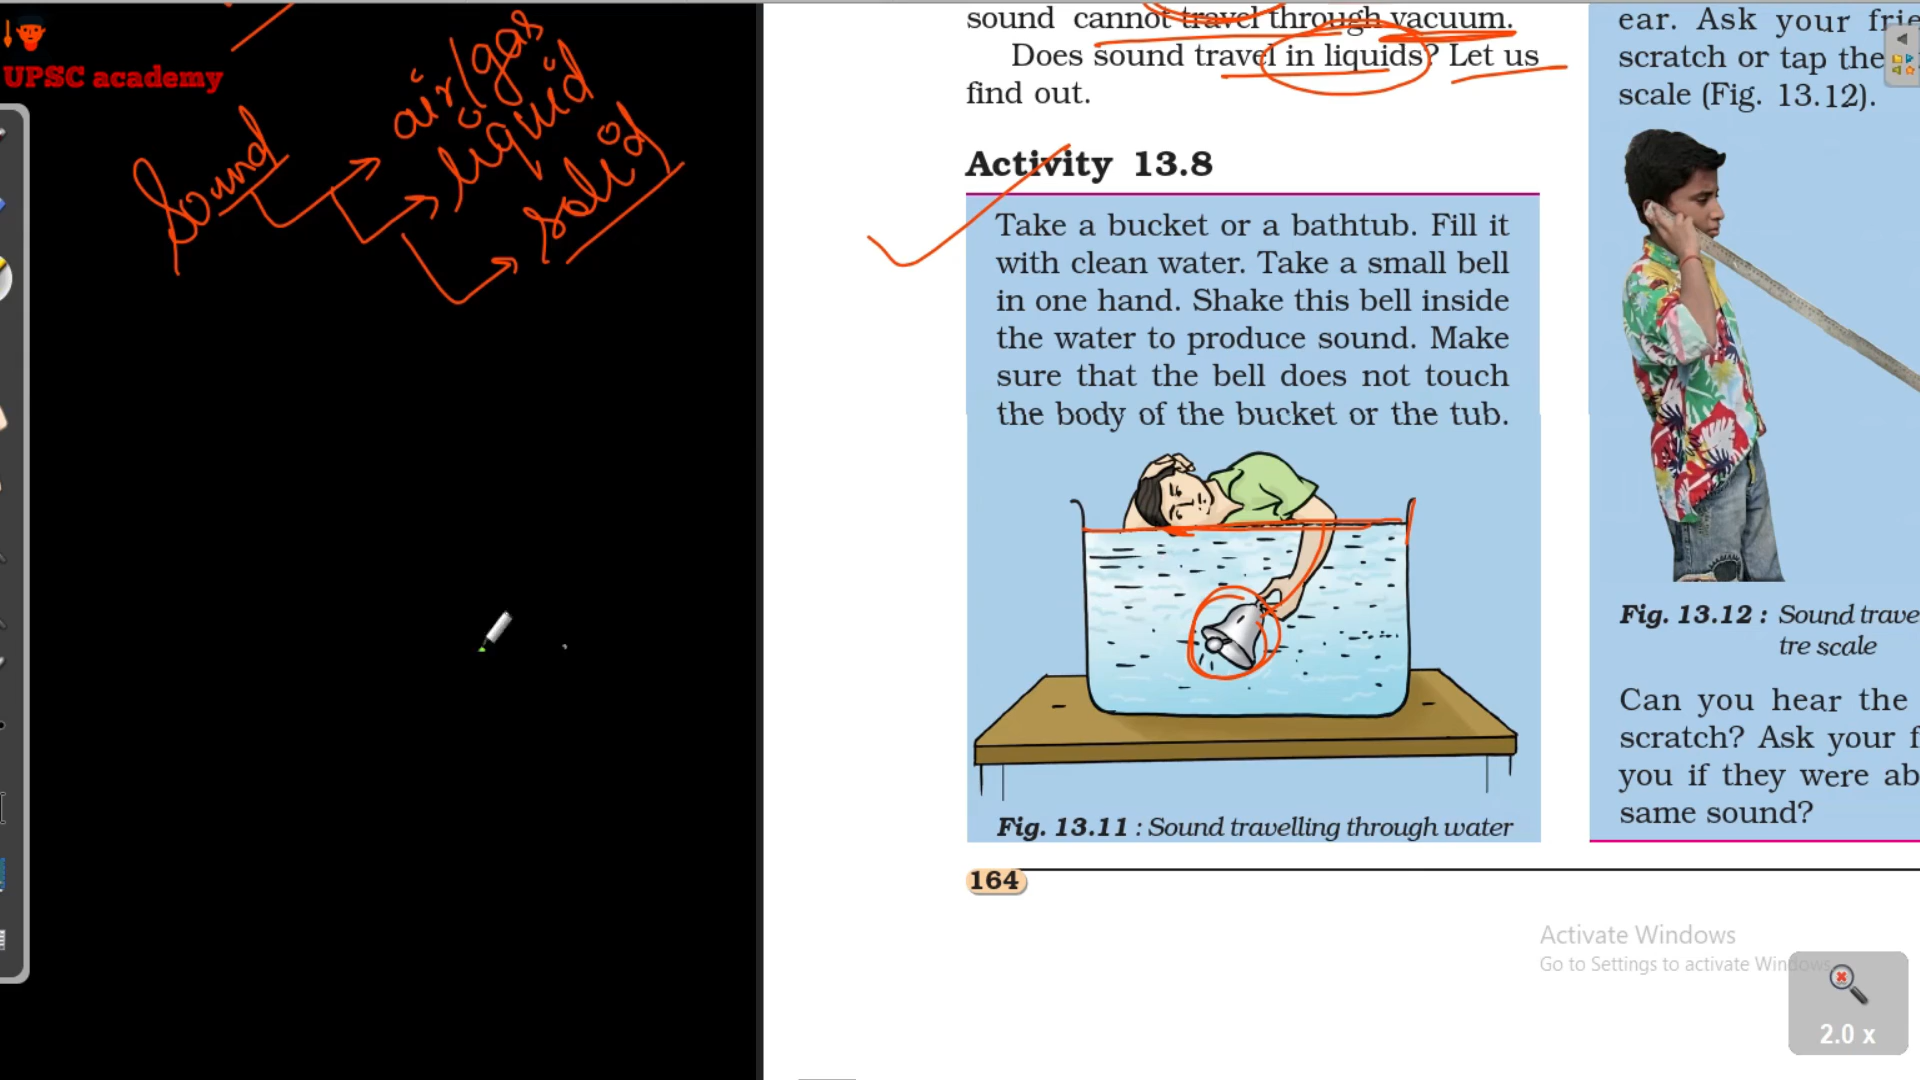 UPSC academy
Sound
air/gas
liquid
solid
sound cannot travel through vacuum.
Does sound travel in liquids? Let us
find out.
Activity 13.8
Take a bucket or a bathtub. Fill it
with clean water. Take a small bell
in one hand. Shake this bell inside
the water to produce sound. Make
sure that the bell does not touch
the body of the bucket or the tub.
Fig. 13.11 : Sound travelling through water
164
ear. Ask your frie
scratch or tap the
scale (Fig. 13.12).
Fig. 13.12 : Sound trave
tre scale
Can you hear the
scratch? Ask your f
you if they were ab
same sound?
Activate Windows
Go to Settings to activate Windows.
2.0 x